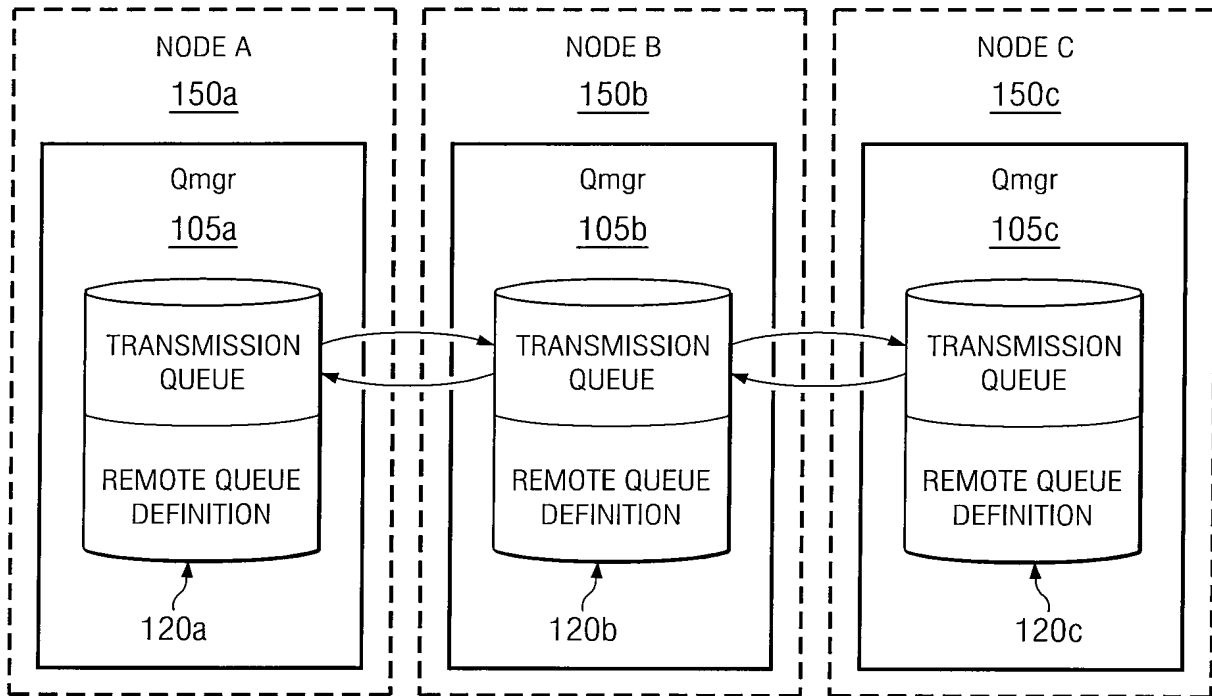 NODE A
150a
Qmgr
105a
TRANSMISSION
QUEUE
REMOTE QUEUE
DEFINITION
120a
NODE B
150b
Qmgr
105b
TRANSMISSION
QUEUE
REMOTE QUEUE
DEFINITION
120b
NODE C
150c
Qmgr
105c
TRANSMISSION
QUEUE
REMOTE QUEUE
DEFINITION
120c